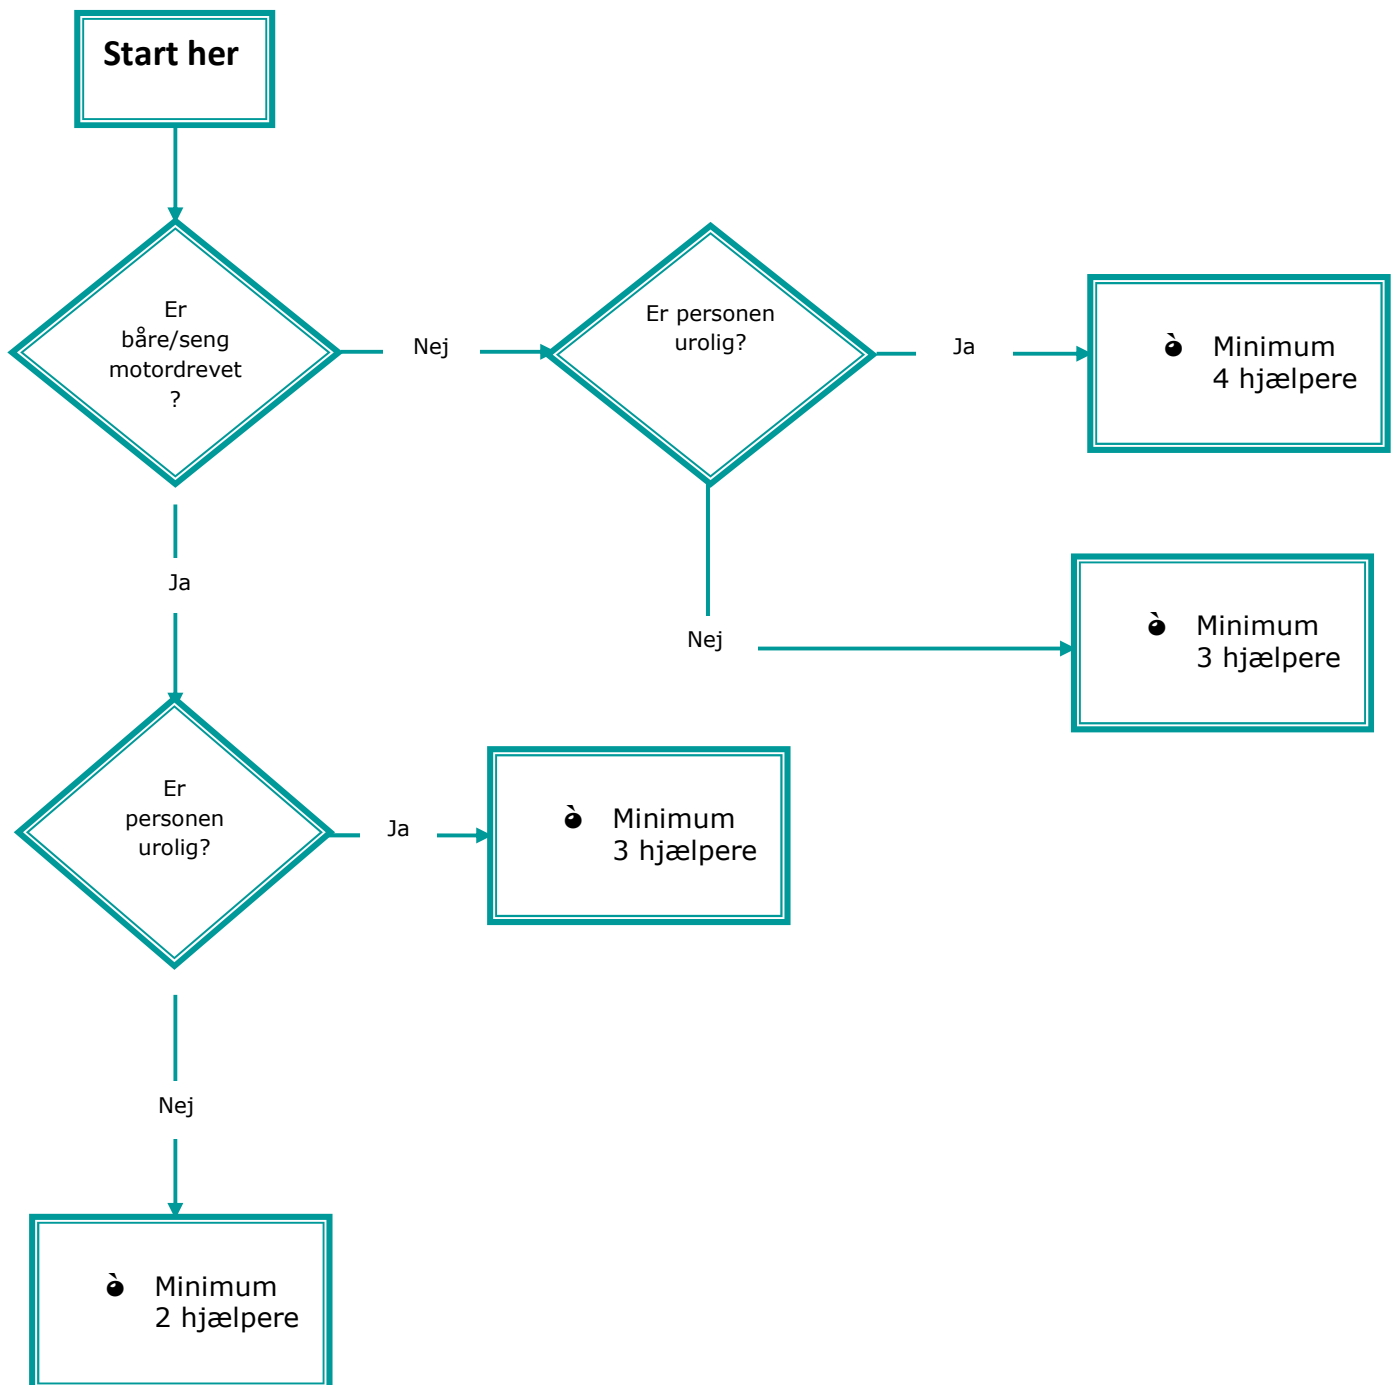 Start her
Er
båre/seng
motordrevet
?
Nej
Er personen
urolig?
Ja
Minimum
4 hjælpere
Ja
Nej
Minimum
3 hjælpere
Er
personen
urolig?
Ja
Minimum
3 hjælpere
Nej
Minimum
2 hjælpere